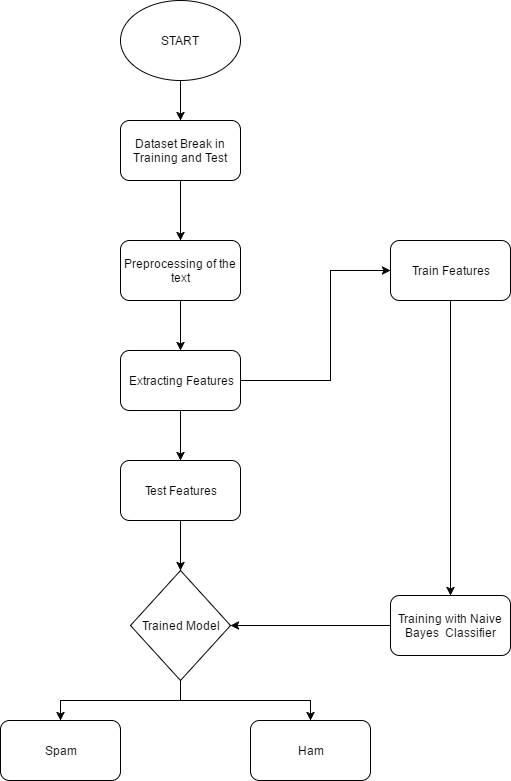 START
Dataset Break in
Training and Test
Preprocessing of the
text
Train Features
Extracting Features
Test Features
Trained Model
Training with Naive
Bayes  Classifier
Spam
Ham